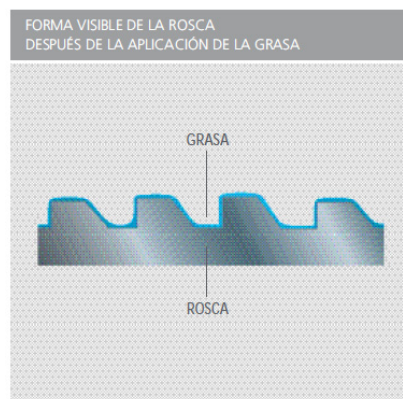 FORMA VISIBLE DE LA ROSCA
DESPUÉS DE LA APLICACIÓN DE LA GRASA
GRASA
ROSCA